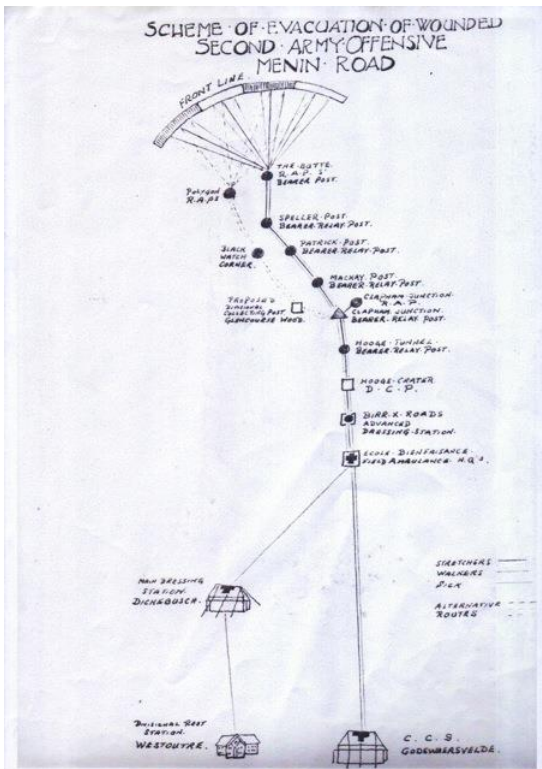 SCHEME·OF·EVACUATION·OF·WOUNDED
SECOND·ARMY·OFFENSIVE
MENIN·ROAD
FRONT LINE.
THE·BUTTE
R.A.P.S'
BEARER POST.
POLYGON
R.A.PS
SPELLER·POST·
BEARER·RELAY·POST.
PATRICK·POST·
BEARER·RELAY·POST.
BLACK
WATCH
CORNER.
MACKAY·POST.
BEARER·RELAY·POST.
CLAPHAM·JUNCTION·
R.A.P.
PROPOSED
DIVISIONAL
COLLECTING POST
GLENCOURSE WOOD.
CLAPHAM·JUNCTION.
BEARER·RELAY·POST.
HOOGE·TUNNEL·
BEARER·RELAY·POST.
HOOGE·CRATER
D·C·P.
BIRR·X·ROADS
ADVANCED
DRESSING·STATION.
ECOLE·BIENFAISANCE·
FIELD AMBULANCE·H.Q'S.
STRETCHERS
WALKERS
SICK
ALTERNATIVE
ROUTES
MAIN DRESSING
STATION.
DICKEBUSCH.
DIVISIONAL REST
STATION.
WESTOUTRE.
C. C. S.
GODEWAERSVELDE.